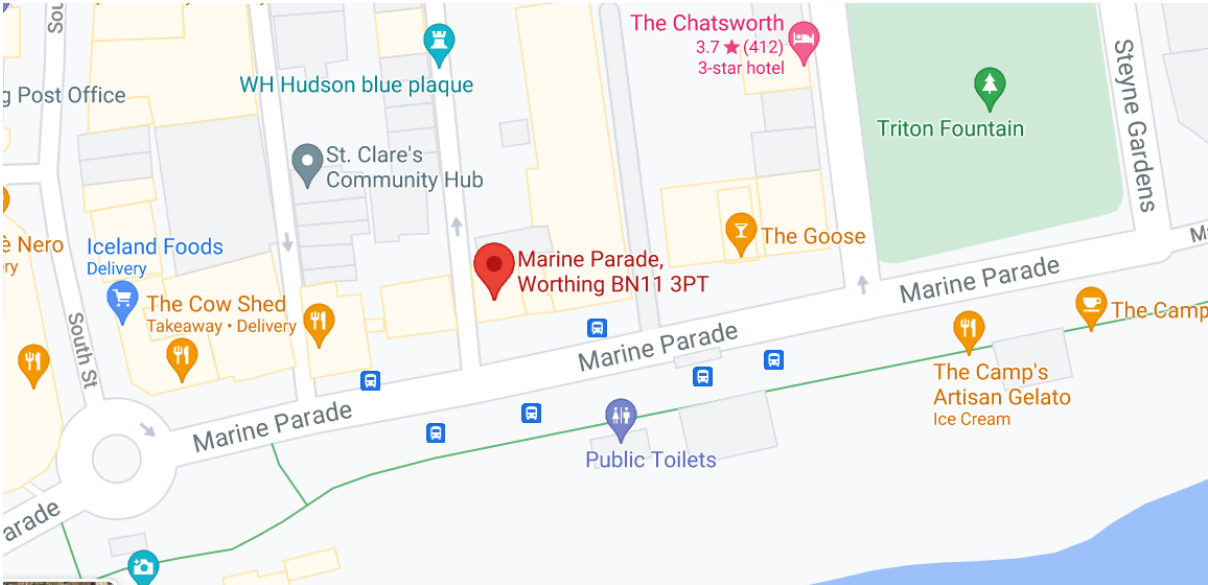 Sou
The Chatsworth
3.7 ★ (412)
3-star hotel
WH Hudson blue plaque
g Post Office
Steyne Gardens
Triton Fountain
St. Clare's
Community Hub
è Nero
ry
Iceland Foods
Delivery
The Goose
Ma
Marine Parade,
Worthing BN11 3PT
Marine Parade
The Cow Shed
Takeaway • Delivery
The Camp
South St
Marine Parade
The Camp's
Artisan Gelato
Ice Cream
Marine Parade
Public Toilets
arade